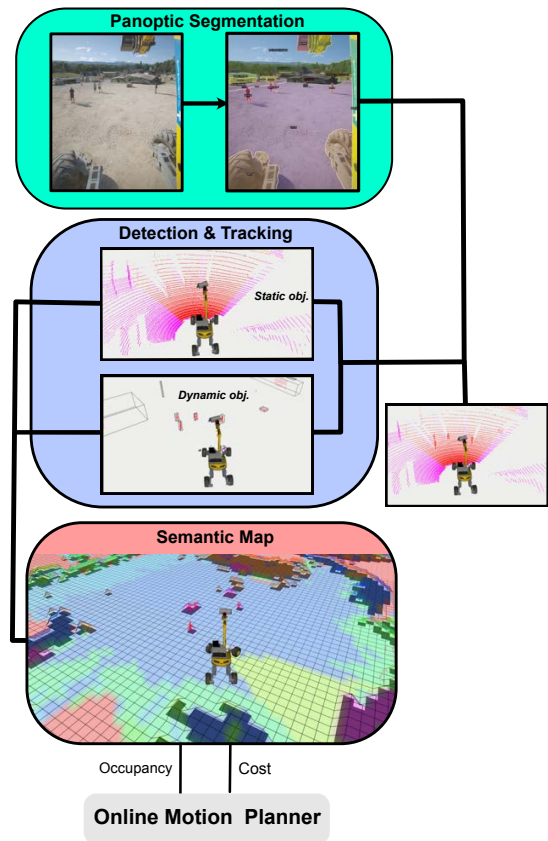 Panoptic Segmentation
Detection & Tracking
Static obj.
Dynamic obj.
Semantic Map
Occupancy
Cost
Online Motion Planner